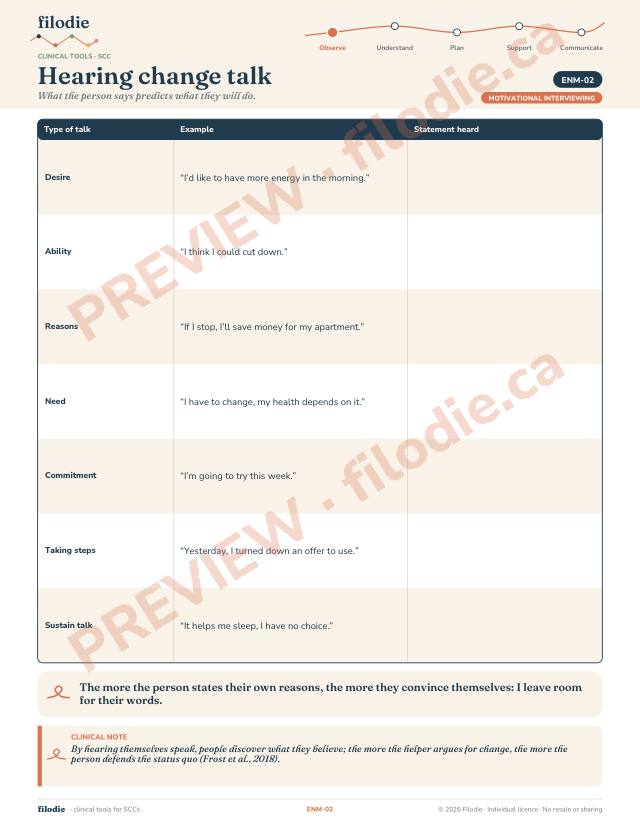 filodie
CLINICAL TOOLS · SCC
Observe Understand Plan Support Communicate
Hearing change talk
What the person says predicts what they will do.
ENM-02
MOTIVATIONAL INTERVIEWING
Type of talk Example Statement heard
Desire “I’d like to have more energy in the morning.”
Ability “I think I could cut down.”
Reasons “If I stop, I’ll save money for my apartment.”
Need “I have to change, my health depends on it.”
Commitment “I’m going to try this week.”
Taking steps “Yesterday, I turned down an offer to use.”
Sustain talk “It helps me sleep, I have no choice.”
PREVIEW · filodie.ca
PREVIEW · filodie.ca
The more the person states their own reasons, the more they convince themselves: I leave room
for their words.
CLINICAL NOTE
By hearing themselves speak, people discover what they believe; the more the helper argues for change, the more the
person defends the status quo (Frost et al., 2018).
filodie · clinical tools for SCCs ENM-02 © 2026 Filodie · Individual licence · No resale or sharing